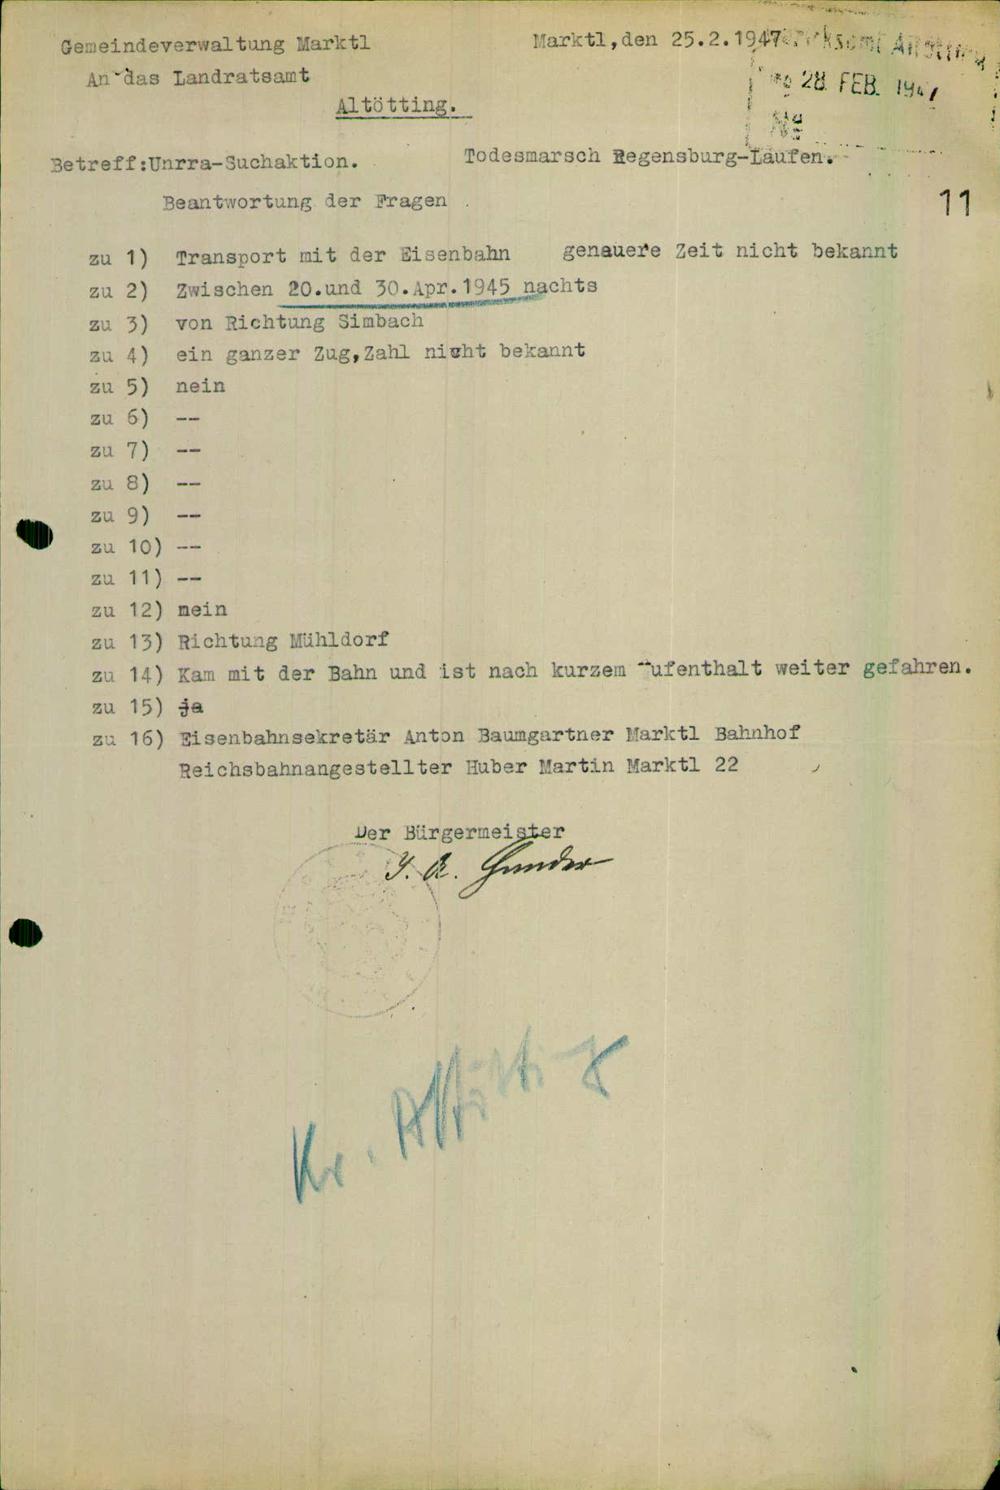 Gemeindeverwaltung Marktl
Marktl,den 25.2.1947
An das Landratsamt
28. FEB. 1947
Altötting.
№
Betreff:Unrra-Suchaktion.
Todesmarsch Regensburg-Laufen.
Beantwortung der Fragen
11
zu 1) Transport mit der Eisenbahn genauere Zeit nicht bekannt
zu 2) Zwischen 20.und 30.Apr.1945 nachts
zu 3) von Richtung Simbach
zu 4) ein ganzer Zug,Zahl nicht bekannt
zu 5) nein
zu 6) --
zu 7) --
zu 8) --
zu 9) --
zu 10) --
zu 11) --
zu 12) nein
zu 13) Richtung Mühldorf
zu 14) Kam mit der Bahn und ist nach kurzem ¨ufenthalt weiter gefahren.
zu 15) ja
zu 16) Eisenbahnsekretär Anton Baumgartner Marktl Bahnhof
Reichsbahnangestellter Huber Martin Marktl 22
Der Bürgermeister
Kr. Altötting